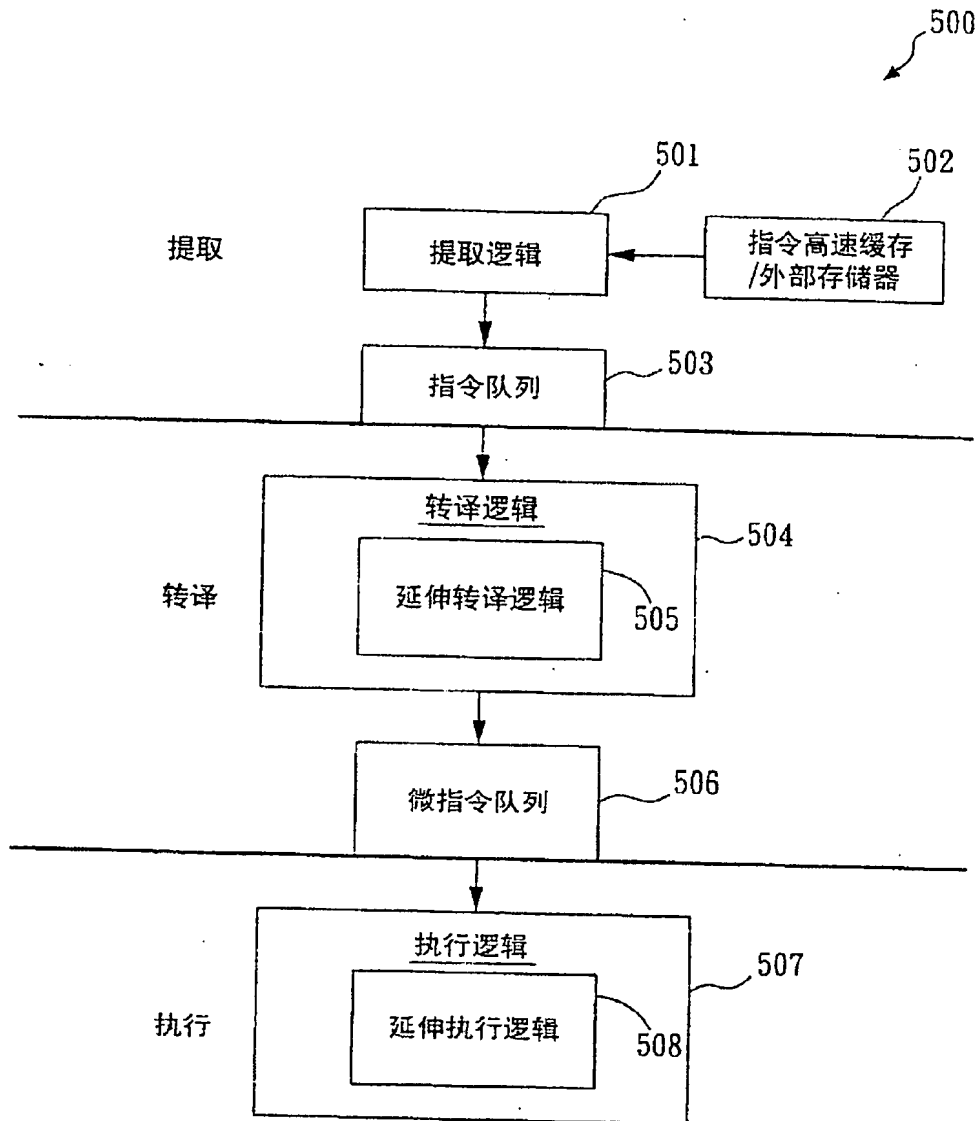 500
501
502
提取
提取逻辑
指令高速缓存
/外部存储器
指令队列
503
转译逻辑
504
转译
延伸转译逻辑
505
微指令队列
506
执行逻辑
507
执行
延伸执行逻辑
508